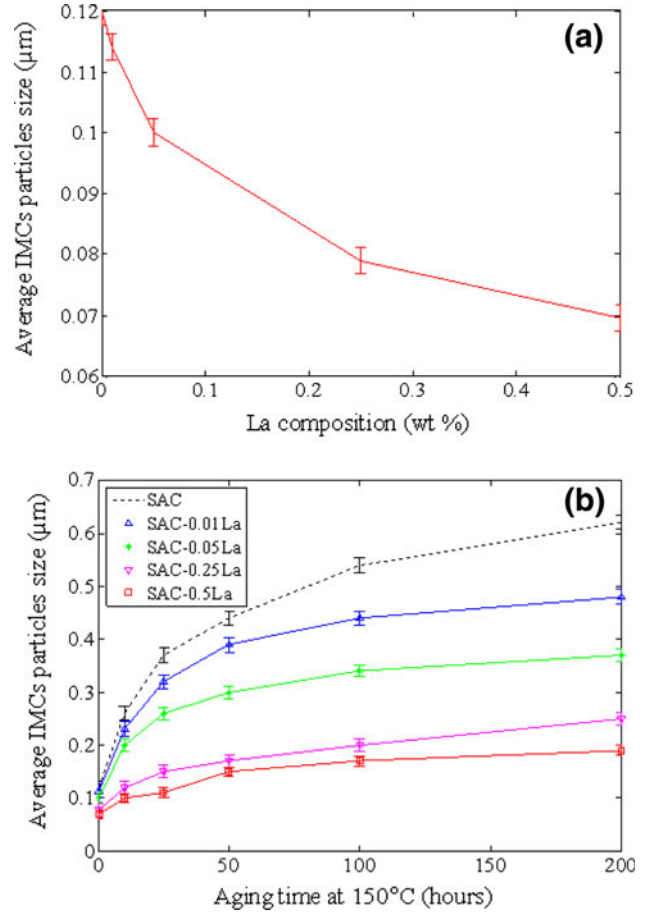 (a)
Average IMCs particles size (μm)
0.12
0.11
0.1
0.09
0.08
0.07
0.06
0 0.1 0.2 0.3 0.4 0.5
La composition (wt %)
(b)
Average IMCs particles size (μm)
0.7
0.6
0.5
0.4
0.3
0.2
0.1
0
SAC
SAC-0.01La
SAC-0.05La
SAC-0.25La
SAC-0.5La
0 50 100 150 200
Aging time at 150°C (hours)